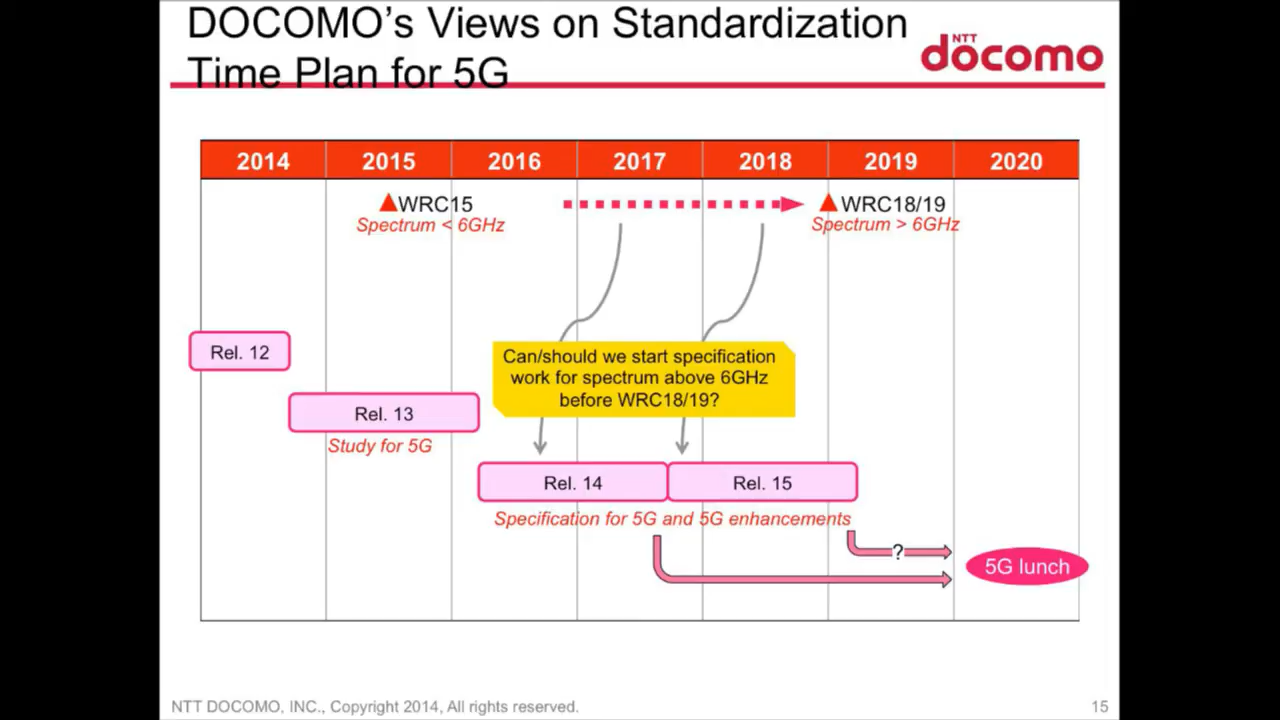 DOCOMO's Views on Standardization
Time Plan for 5G
NTT
döcomo
2014 2015 2016 2017 2018 2019 2020
WRC15
Spectrum < 6GHz
WRC18/19
Spectrum > 6GHz
Rel. 12
Can/should we start specification
work for spectrum above 6GHz
before WRC18/19?
Rel. 13
Study for 5G
Rel. 14
Rel. 15
Specification for 5G and 5G enhancements
?
5G lunch
NTT DOCOMO, INC., Copyright 2014, All rights reserved.
15